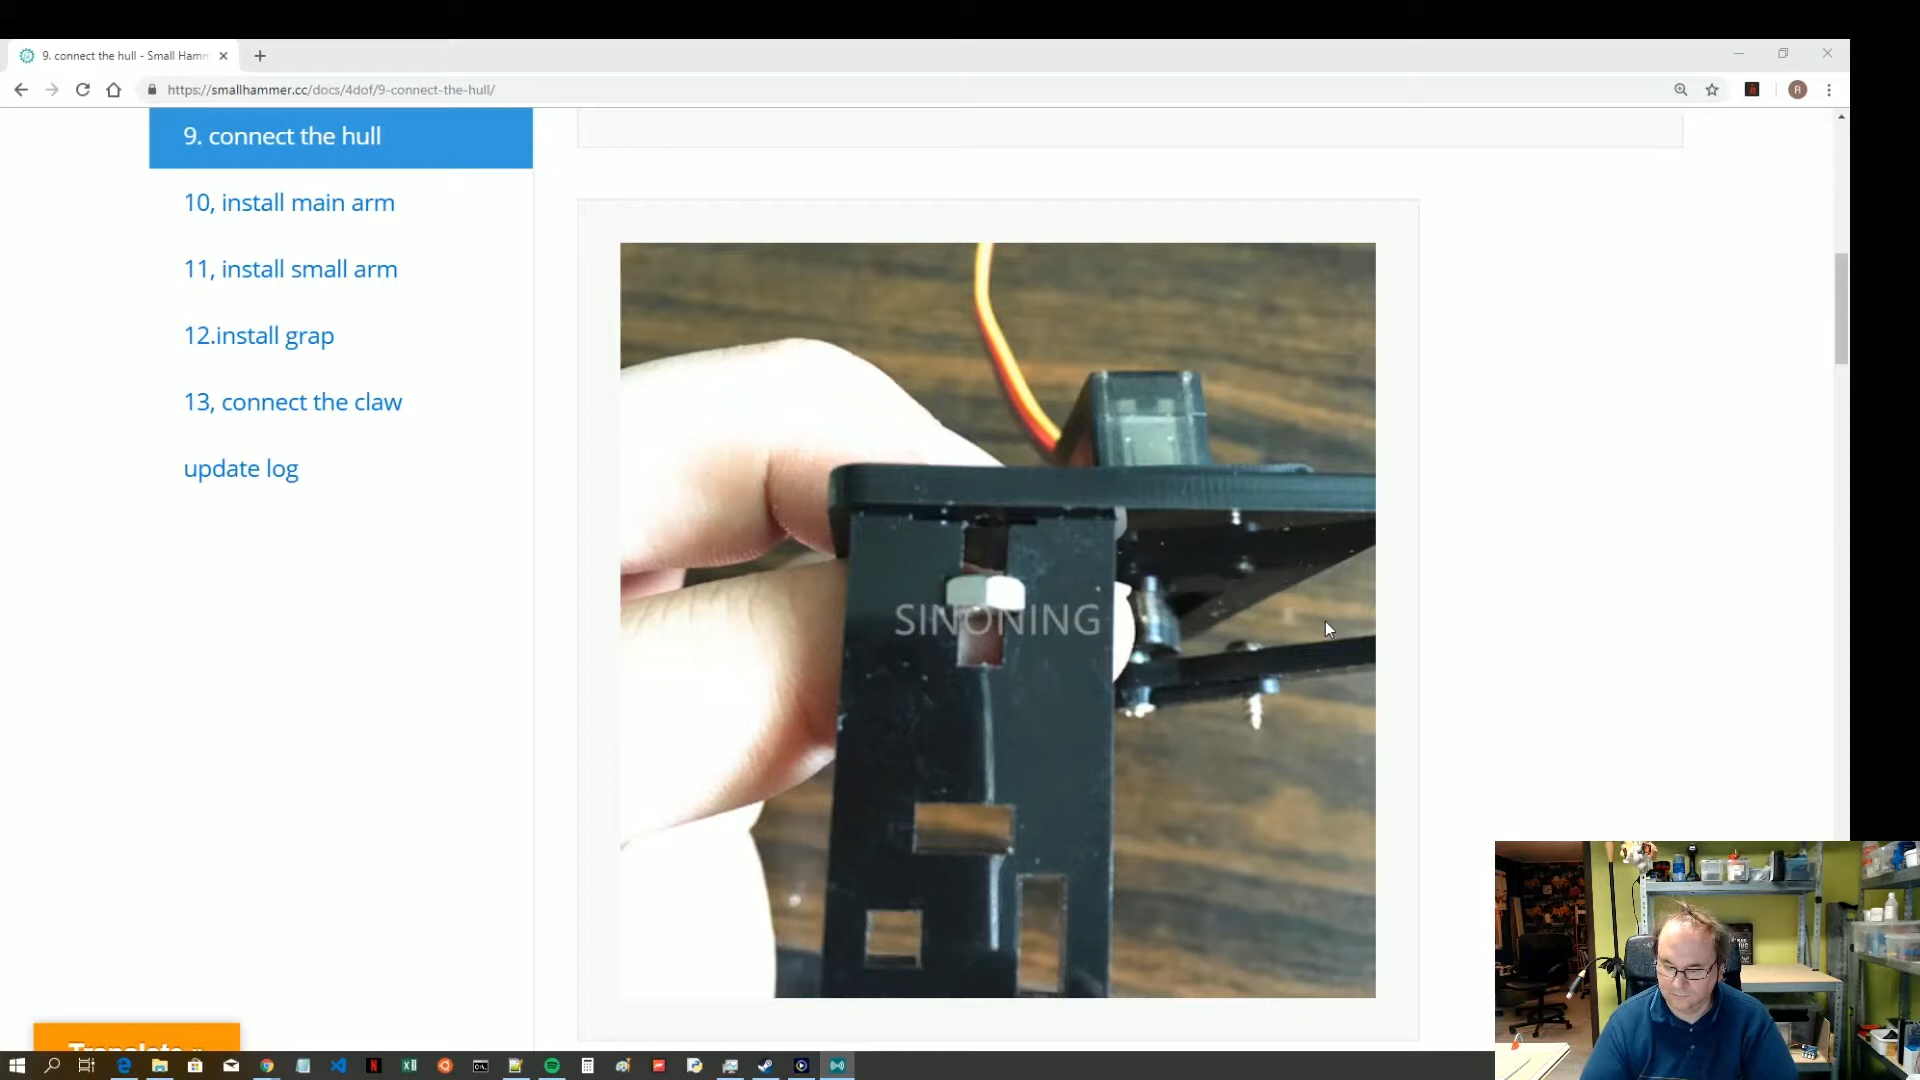 9. connect the hull - Small Hamm
https://smallhammer.cc/docs/4dof/9-connect-the-hull/
R
9. connect the hull
10, install main arm
11, install small arm
12.install grap
13, connect the claw
update log
SINONING